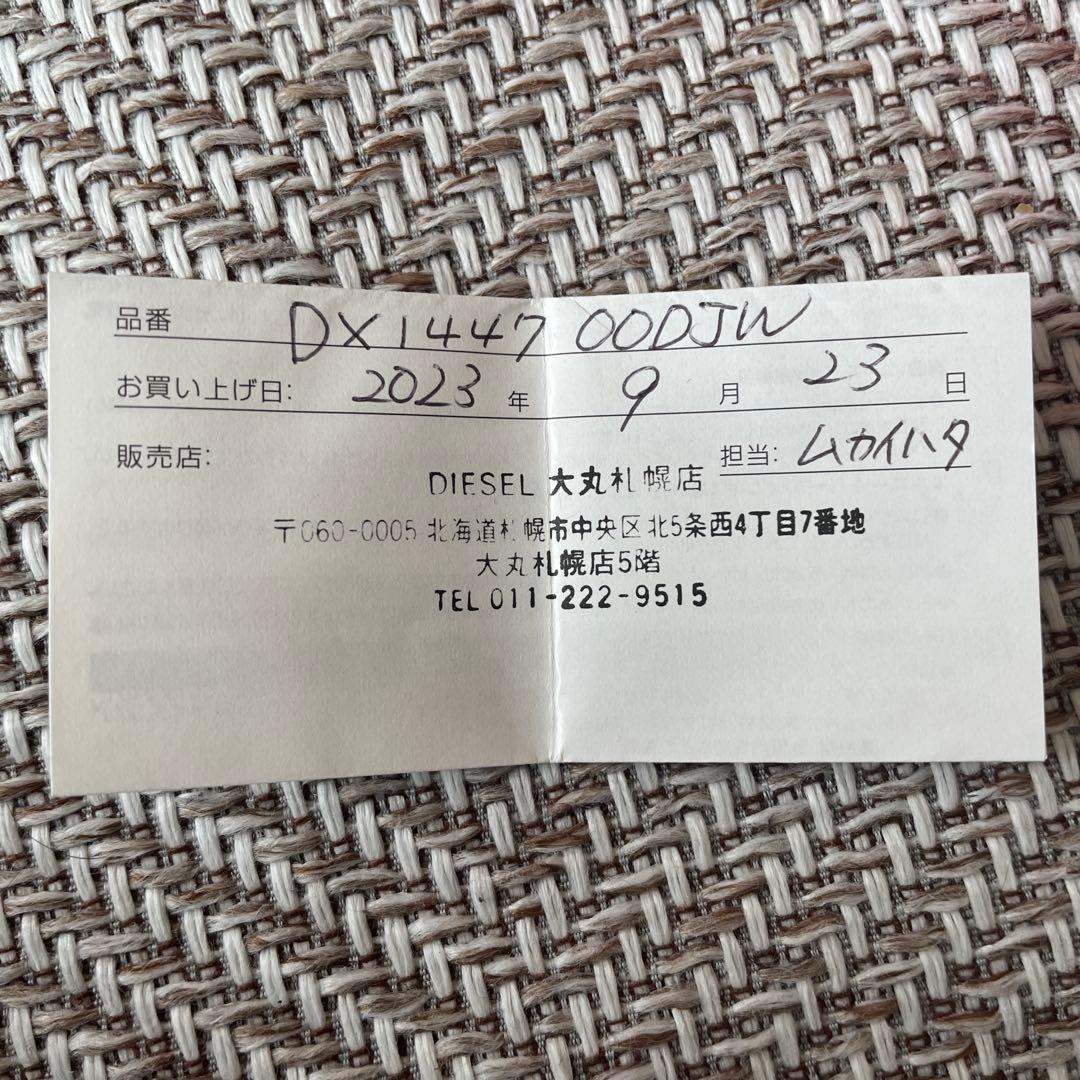 品番 DX1447 00DJW
お買い上げ日: 2023 年 9 月 23 日
販売店: 担当: ムカイハタ
DIESEL 大丸札幌店
〒060-0005 北海道札幌市中央区北5条西4丁目7番地
大丸札幌店5階
TEL 011-222-9515